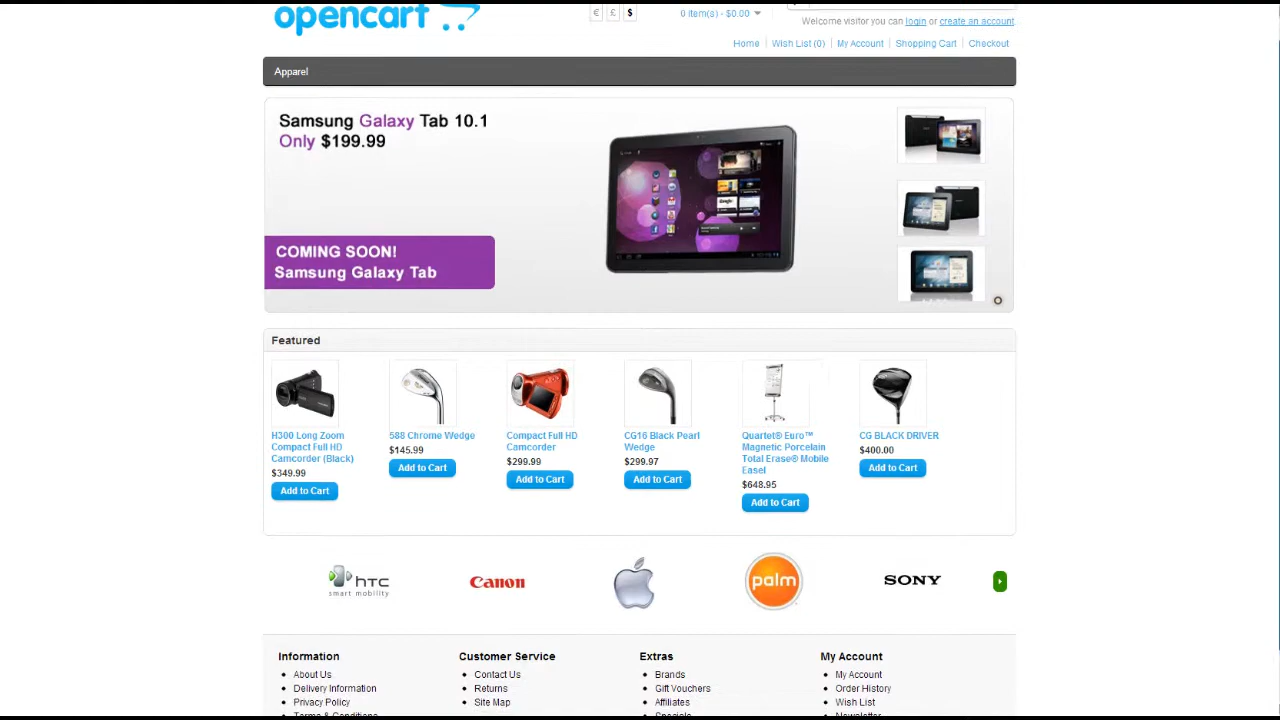 opencart
€ £ $
0 item(s) - $0.00
Welcome visitor you can login or create an account.
Home Wish List (0) My Account Shopping Cart Checkout
Apparel
Samsung Galaxy Tab 10.1
Only $199.99
COMING SOON!
Samsung Galaxy Tab
Featured
H300 Long Zoom
Compact Full HD
Camcorder (Black)
$349.99
Add to Cart
588 Chrome Wedge
$145.99
Add to Cart
Compact Full HD
Camcorder
$299.99
Add to Cart
CG16 Black Pearl
Wedge
$299.97
Add to Cart
Quartet® Euro™
Magnetic Porcelain
Total Erase® Mobile
Easel
$648.95
Add to Cart
CG BLACK DRIVER
$400.00
Add to Cart
hTC
smart mobility
Canon
palm
SONY
Information
About Us
Delivery Information
Privacy Policy
Terms & Conditions
Customer Service
Contact Us
Returns
Site Map
Extras
Brands
Gift Vouchers
Affiliates
Specials
My Account
My Account
Order History
Wish List
Newsletter